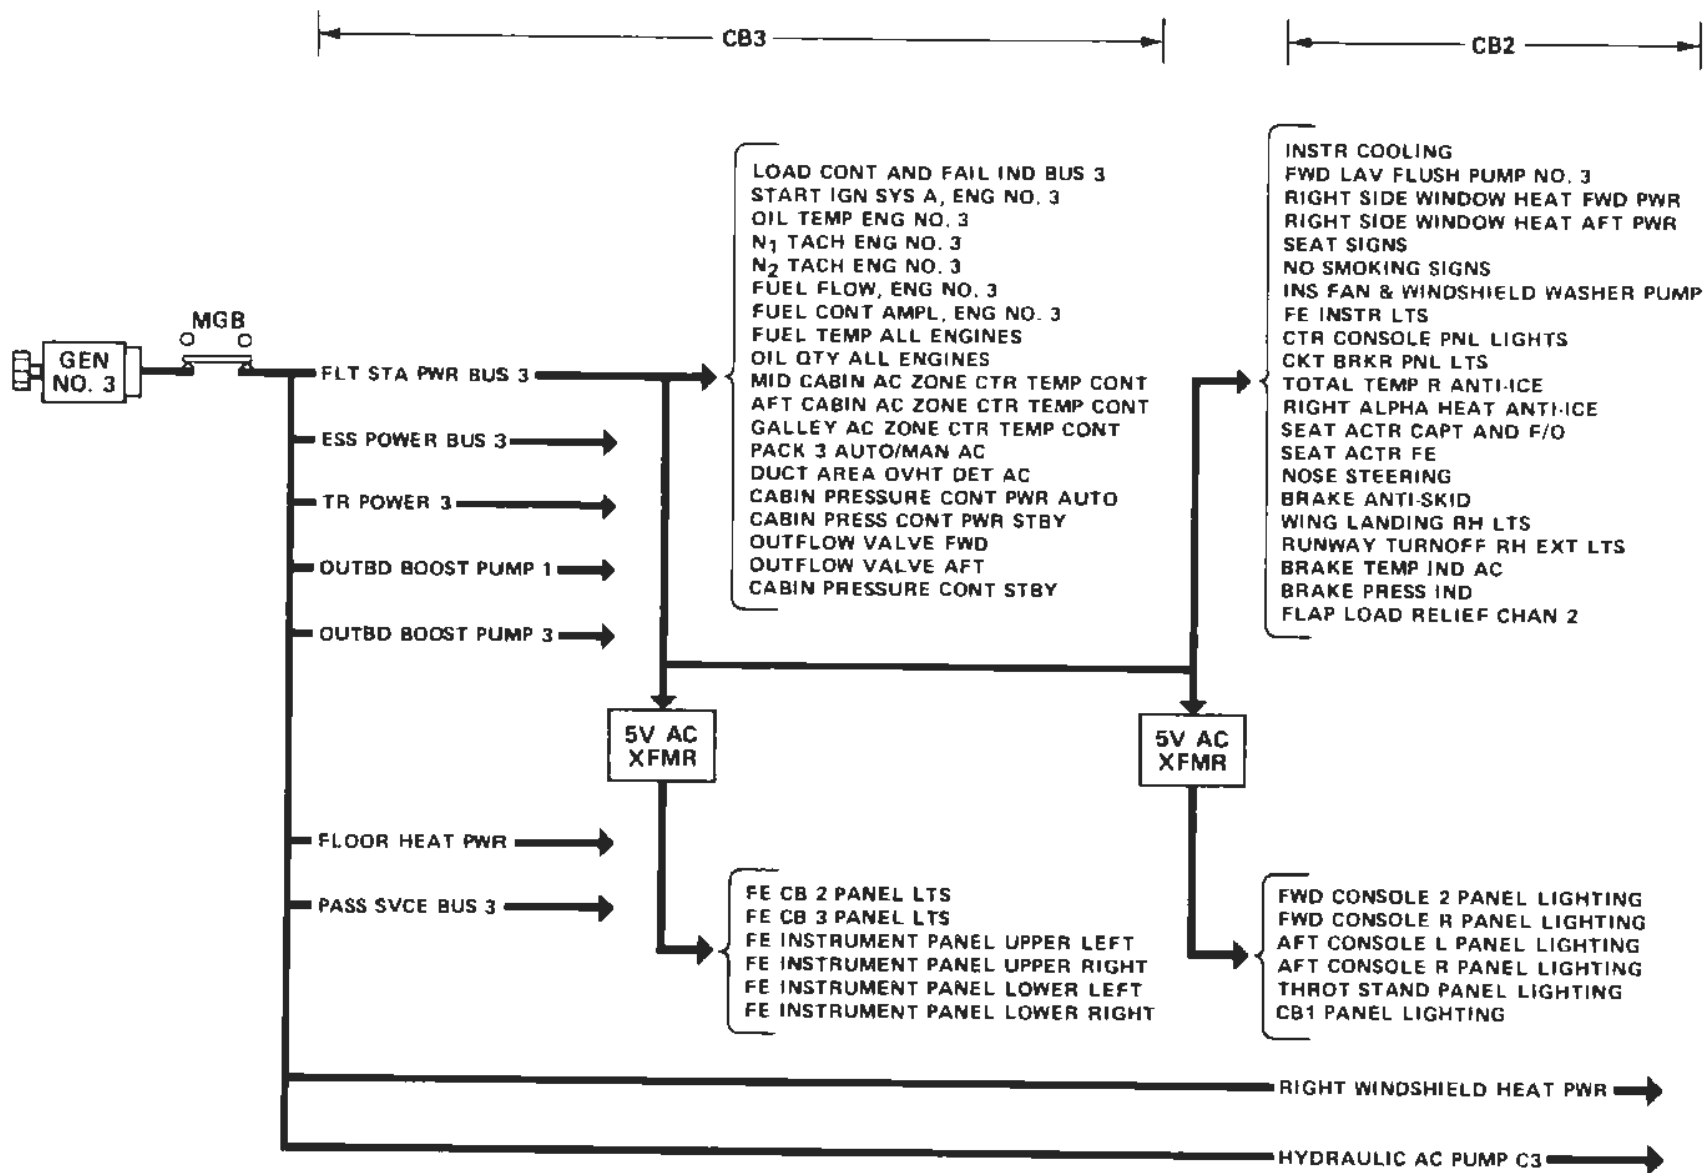 CB3
CB2
LOAD CONT AND FAIL IND BUS 3
START IGN SYS A, ENG NO. 3
OIL TEMP ENG NO. 3
N1 TACH ENG NO. 3
N2 TACH ENG NO. 3
FUEL FLOW, ENG NO. 3
FUEL CONT AMPL, ENG NO. 3
FUEL TEMP ALL ENGINES
OIL QTY ALL ENGINES
MID CABIN AC ZONE CTR TEMP CONT
AFT CABIN AC ZONE CTR TEMP CONT
GALLEY AC ZONE CTR TEMP CONT
PACK 3 AUTO/MAN AC
DUCT AREA OVHT DET AC
CABIN PRESSURE CONT PWR AUTO
CABIN PRESS CONT PWR STBY
OUTFLOW VALVE FWD
OUTFLOW VALVE AFT
CABIN PRESSURE CONT STBY
INSTR COOLING
FWD LAV FLUSH PUMP NO. 3
RIGHT SIDE WINDOW HEAT FWD PWR
RIGHT SIDE WINDOW HEAT AFT PWR
SEAT SIGNS
NO SMOKING SIGNS
INS FAN & WINDSHIELD WASHER PUMP
FE INSTR LTS
CTR CONSOLE PNL LIGHTS
CKT BRKR PNL LTS
TOTAL TEMP R ANTI-ICE
RIGHT ALPHA HEAT ANTI-ICE
SEAT ACTR CAPT AND F/O
SEAT ACTR FE
NOSE STEERING
BRAKE ANTI-SKID
WING LANDING RH LTS
RUNWAY TURNOFF RH EXT LTS
BRAKE TEMP IND AC
BRAKE PRESS IND
FLAP LOAD RELIEF CHAN 2
MGB
GEN
NO. 3
FLT STA PWR BUS 3
ESS POWER BUS 3
TR POWER 3
OUTBD BOOST PUMP 1
OUTBD BOOST PUMP 3
5V AC
XFMR
5V AC
XFMR
FLOOR HEAT PWR
PASS SVCE BUS 3
FE CB 2 PANEL LTS
FE CB 3 PANEL LTS
FE INSTRUMENT PANEL UPPER LEFT
FE INSTRUMENT PANEL UPPER RIGHT
FE INSTRUMENT PANEL LOWER LEFT
FE INSTRUMENT PANEL LOWER RIGHT
FWD CONSOLE 2 PANEL LIGHTING
FWD CONSOLE R PANEL LIGHTING
AFT CONSOLE L PANEL LIGHTING
AFT CONSOLE R PANEL LIGHTING
THROT STAND PANEL LIGHTING
CB1 PANEL LIGHTING
RIGHT WINDSHIELD HEAT PWR
HYDRAULIC AC PUMP C3